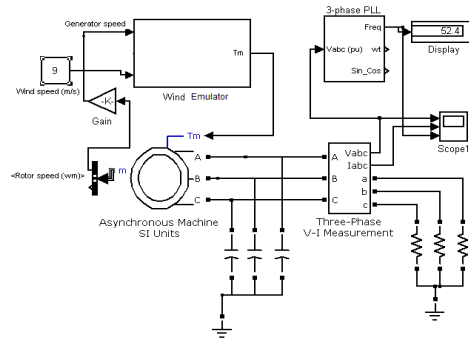 3-phase PLL
Generator speed
Freq
52.4
Vabc (pu)
wt
Display
Tm
9
Sin_Cos
Wind speed (m/s)
-K-
Wind Emulator
Gain
Scope1
Tm
Vabc
A
A
Iabc
<Rotor speed (wm)>
m
B
B
a
b
C
C
c
Asynchronous Machine
SI Units
Three-Phase
V-I Measurement